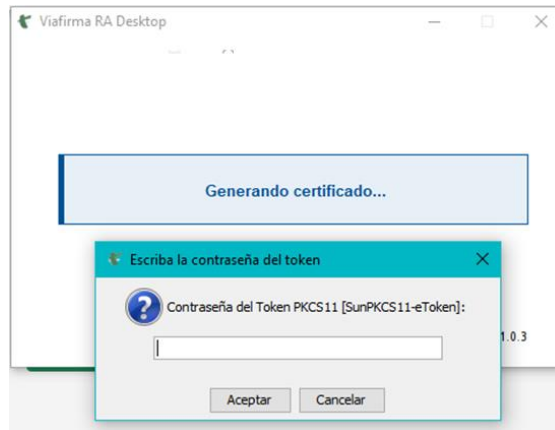 Viafirma RA Desktop
Generando certificado...
Escriba la contraseña del token
Contraseña del Token PKCS11 [SunPKCS11-eToken]:
1.0.3
Aceptar Cancelar